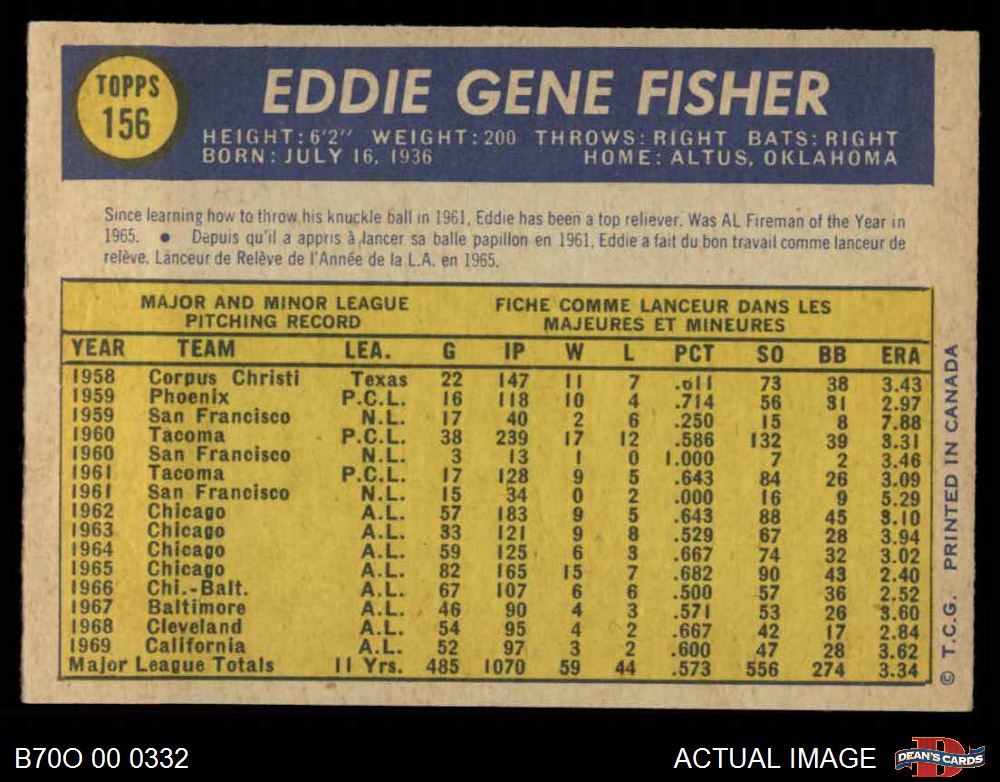 TOPPS
156
EDDIE GENE FISHER
HEIGHT: 6'2" WEIGHT: 200 THROWS: RIGHT BATS: RIGHT
BORN: JULY 16, 1936 HOME: ALTUS, OKLAHOMA
Since learning how to throw his knuckle ball in 1961, Eddie has been a top reliever. Was AL Fireman of the Year in
1965. ● Depuis qu'il a appris à lancer sa balle papillon en 1961, Eddie a fait du bon travail comme lanceur de
relève. Lanceur de Relève de l'Année de la L.A. en 1965.
MAJOR AND MINOR LEAGUE FICHE COMME LANCEUR DANS LES
PITCHING RECORD MAJEURES ET MINEURES
YEAR TEAM LEA. G IP W L PCT SO BB ERA
1958 Corpus Christi Texas 22 147 11 7 .611 73 38 3.43
1959 Phoenix P.C.L. 16 118 10 4 .714 56 31 2.97
1959 San Francisco N.L. 17 40 2 6 .250 15 8 7.88
1960 Tacoma P.C.L. 38 239 17 12 .586 132 39 3.31
1960 San Francisco N.L. 3 13 1 0 1.000 7 2 3.46
1961 Tacoma P.C.L. 17 128 9 5 .643 84 26 3.09
1961 San Francisco N.L. 15 34 0 2 .000 16 9 5.29
1962 Chicago A.L. 57 183 9 5 .643 88 45 3.10
1963 Chicago A.L. 33 121 9 8 .529 67 28 3.94
1964 Chicago A.L. 59 125 6 3 .667 74 32 3.02
1965 Chicago A.L. 82 165 15 7 .682 90 43 2.40
1966 Chi.-Balt. A.L. 67 107 6 6 .500 57 36 2.52
1967 Baltimore A.L. 46 90 4 3 .571 53 26 3.60
1968 Cleveland A.L. 54 95 4 2 .667 42 17 2.84
1969 California A.L. 52 97 3 2 .600 47 28 3.62
Major League Totals 11 Yrs. 485 1070 59 44 .573 556 274 3.34
© T.C.G. PRINTED IN CANADA
B70O 00 0332
ACTUAL IMAGE
DEAN'S CARDS